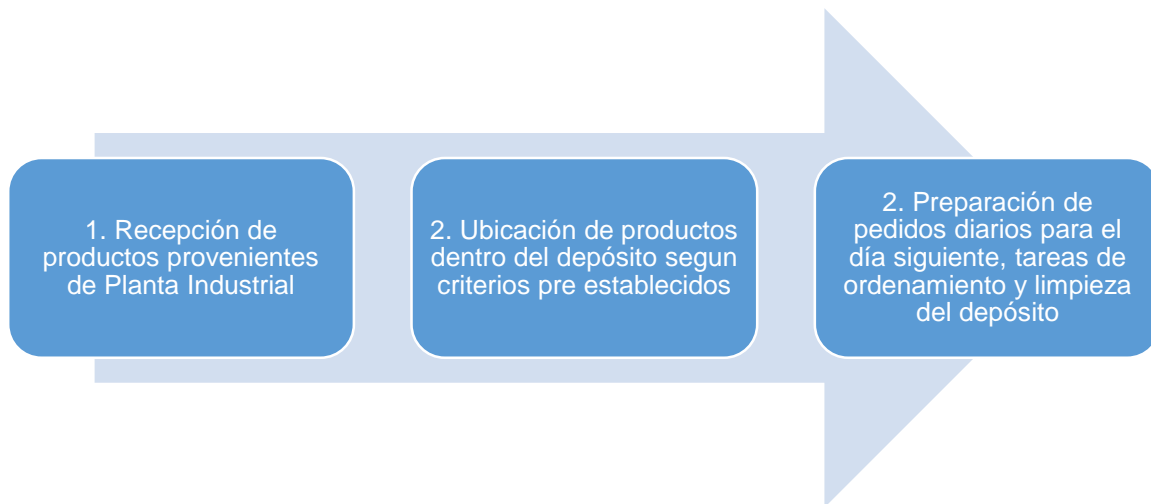 1. Recepción de
productos provenientes
de Planta Industrial
2. Ubicación de productos
dentro del depósito segun
criterios pre establecidos
2. Preparación de
pedidos diarios para el
día siguiente, tareas de
ordenamiento y limpieza
del depósito